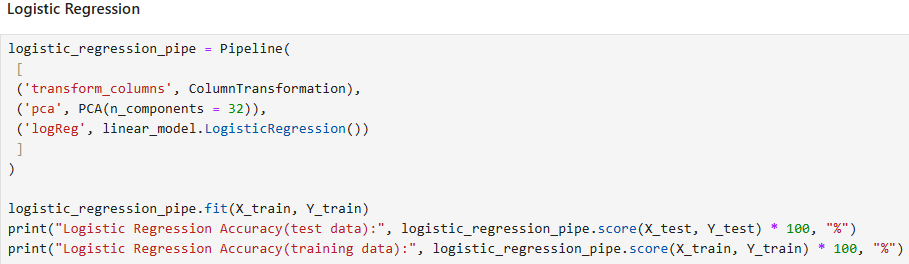 Logistic Regression
logistic_regression_pipe = Pipeline(
[
('transform_columns', ColumnTransformation),
('pca', PCA(n_components = 32)),
('logReg', linear_model.LogisticRegression())
]
)
logistic_regression_pipe.fit(X_train, Y_train)
print("Logistic Regression Accuracy(test data):", logistic_regression_pipe.score(X_test, Y_test) * 100, "%")
print("Logistic Regression Accuracy(training data):", logistic_regression_pipe.score(X_train, Y_train) * 100, "%")